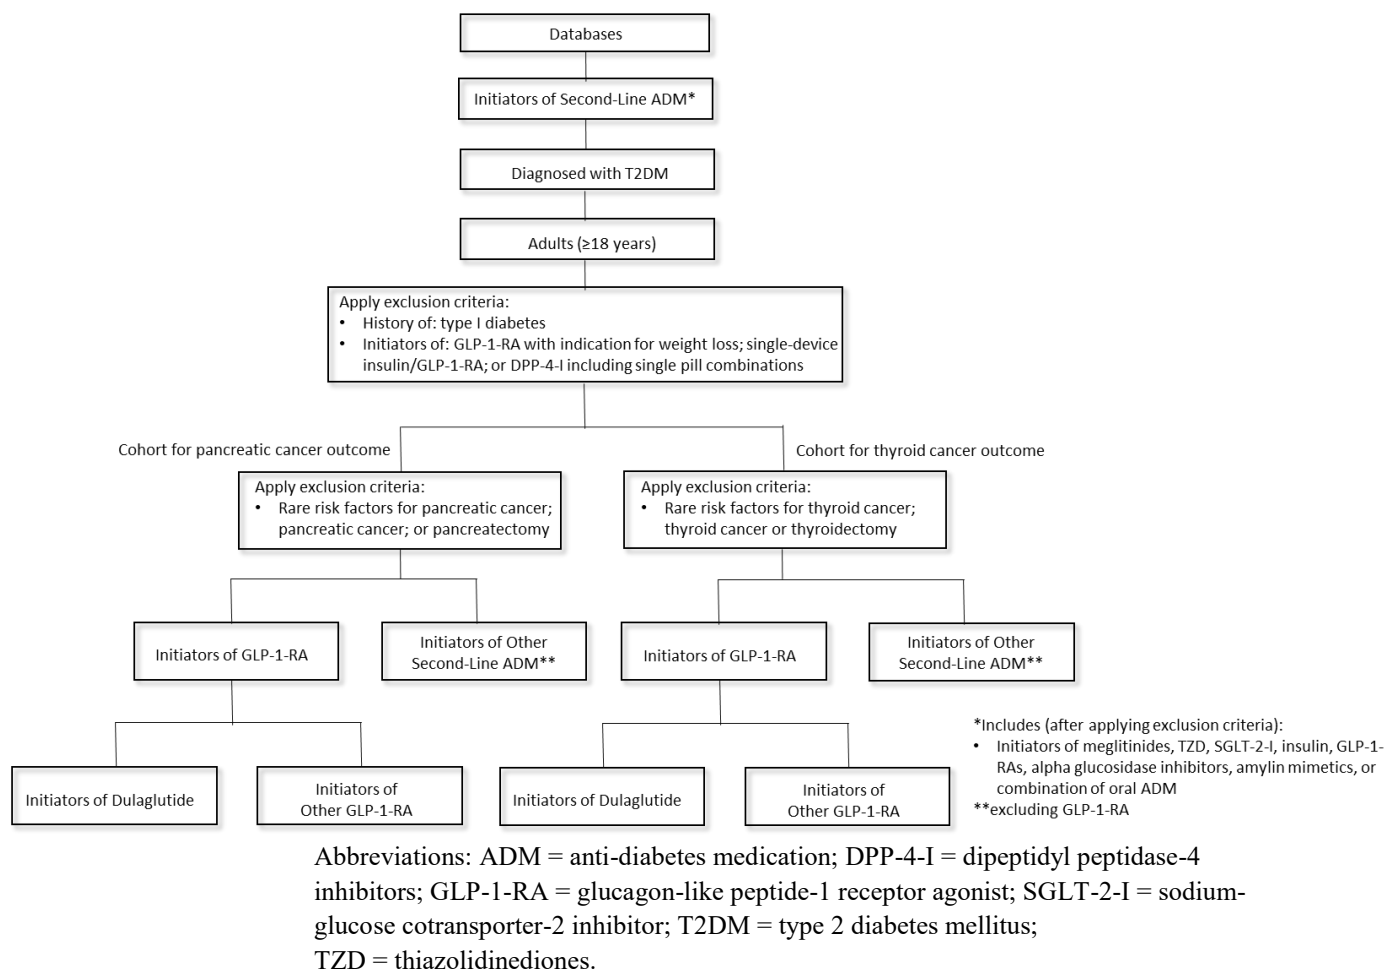 Databases
Initiators of Second-Line ADM*
Diagnosed with T2DM
Adults (≥18 years)
Apply exclusion criteria:
• History of: type I diabetes
• Initiators of: GLP-1-RA with indication for weight loss; single-device
insulin/GLP-1-RA; or DPP-4-I including single pill combinations
Cohort for pancreatic cancer outcome
Cohort for thyroid cancer outcome
Apply exclusion criteria:
• Rare risk factors for pancreatic cancer;
pancreatic cancer; or pancreatectomy
Apply exclusion criteria:
• Rare risk factors for thyroid cancer;
thyroid cancer or thyroidectomy
Initiators of GLP-1-RA
Initiators of Other
Second-Line ADM**
Initiators of GLP-1-RA
Initiators of Other
Second-Line ADM**
Initiators of Dulaglutide
Initiators of
Other GLP-1-RA
Initiators of Dulaglutide
Initiators of
Other GLP-1-RA
*Includes (after applying exclusion criteria):
• Initiators of meglitinides, TZD, SGLT-2-I, insulin, GLP-1-
RAs, alpha glucosidase inhibitors, amylin mimetics, or
combination of oral ADM
**excluding GLP-1-RA
Abbreviations: ADM = anti-diabetes medication; DPP-4-I = dipeptidyl peptidase-4
inhibitors; GLP-1-RA = glucagon-like peptide-1 receptor agonist; SGLT-2-I = sodium-
glucose cotransporter-2 inhibitor; T2DM = type 2 diabetes mellitus;
TZD = thiazolidinediones.